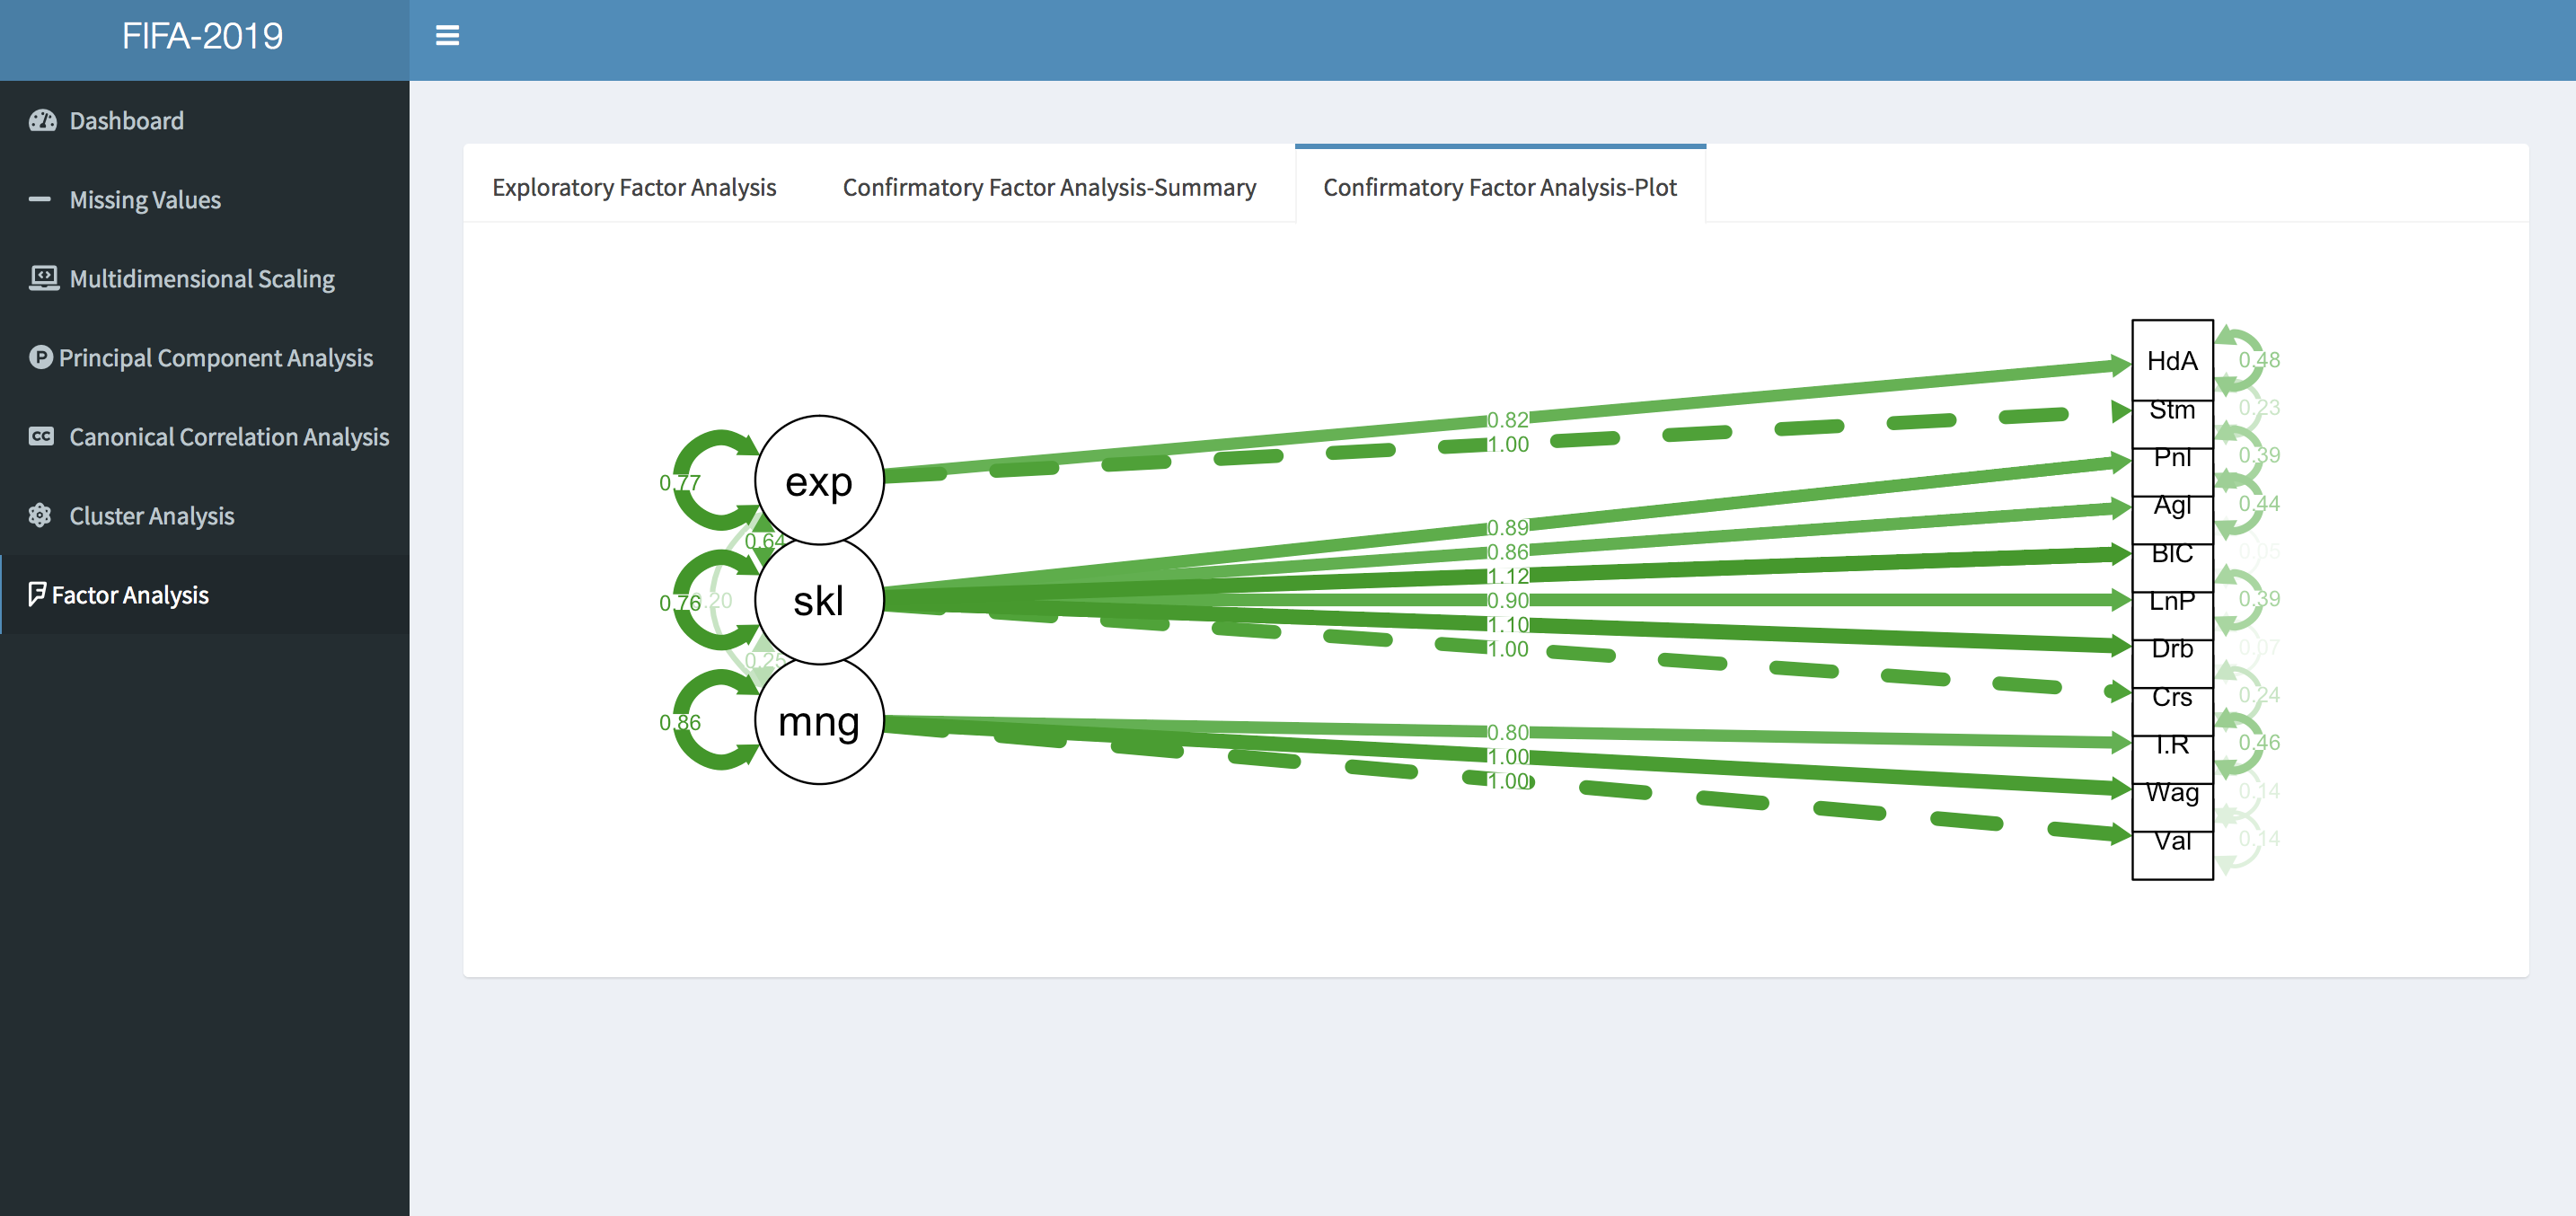 FIFA-2019
Dashboard
Missing Values
Multidimensional Scaling
Principal Component Analysis
Canonical Correlation Analysis
Cluster Analysis
Factor Analysis
Exploratory Factor Analysis
Confirmatory Factor Analysis-Summary
Confirmatory Factor Analysis-Plot
exp
skl
mng
0.77
0.64
0.76
.20
0.25
0.86
0.82
1.00
0.89
0.86
1.12
0.90
1.10
1.00
0.80
1.00
1.00
HdA
Stm
Pnl
Agl
BlC
LnP
Drb
Crs
I.R
Wag
Val
0.48
0.23
0.39
0.44
0.05
0.39
0.07
0.24
0.46
0.14
0.14